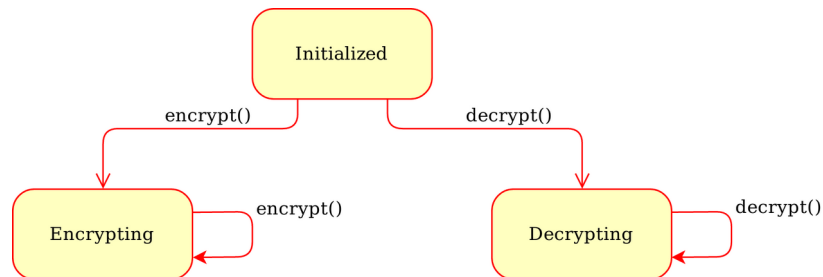 Initialized
encrypt()
decrypt()
encrypt()
decrypt()
Encrypting
Decrypting